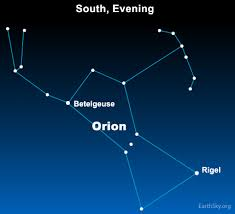 South, Evening
Betelgeuse
Orion
Rigel
EarthSky.org